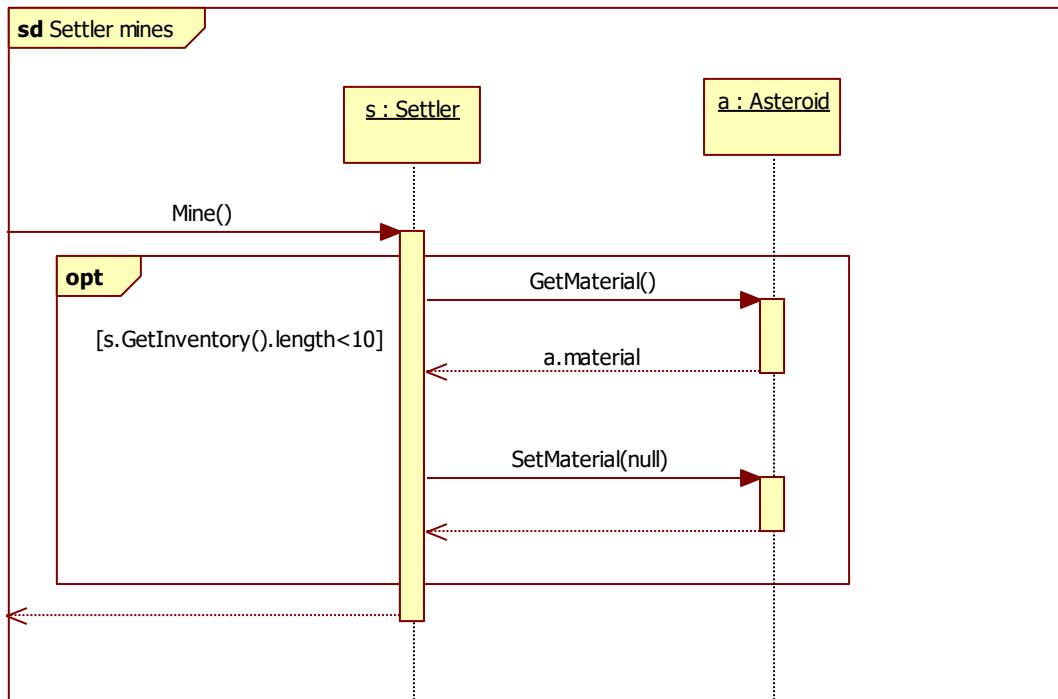 sd Settler mines
s : Settler
a : Asteroid
Mine()
opt
GetMaterial()
[s.GetInventory().length<10]
a.material
SetMaterial(null)